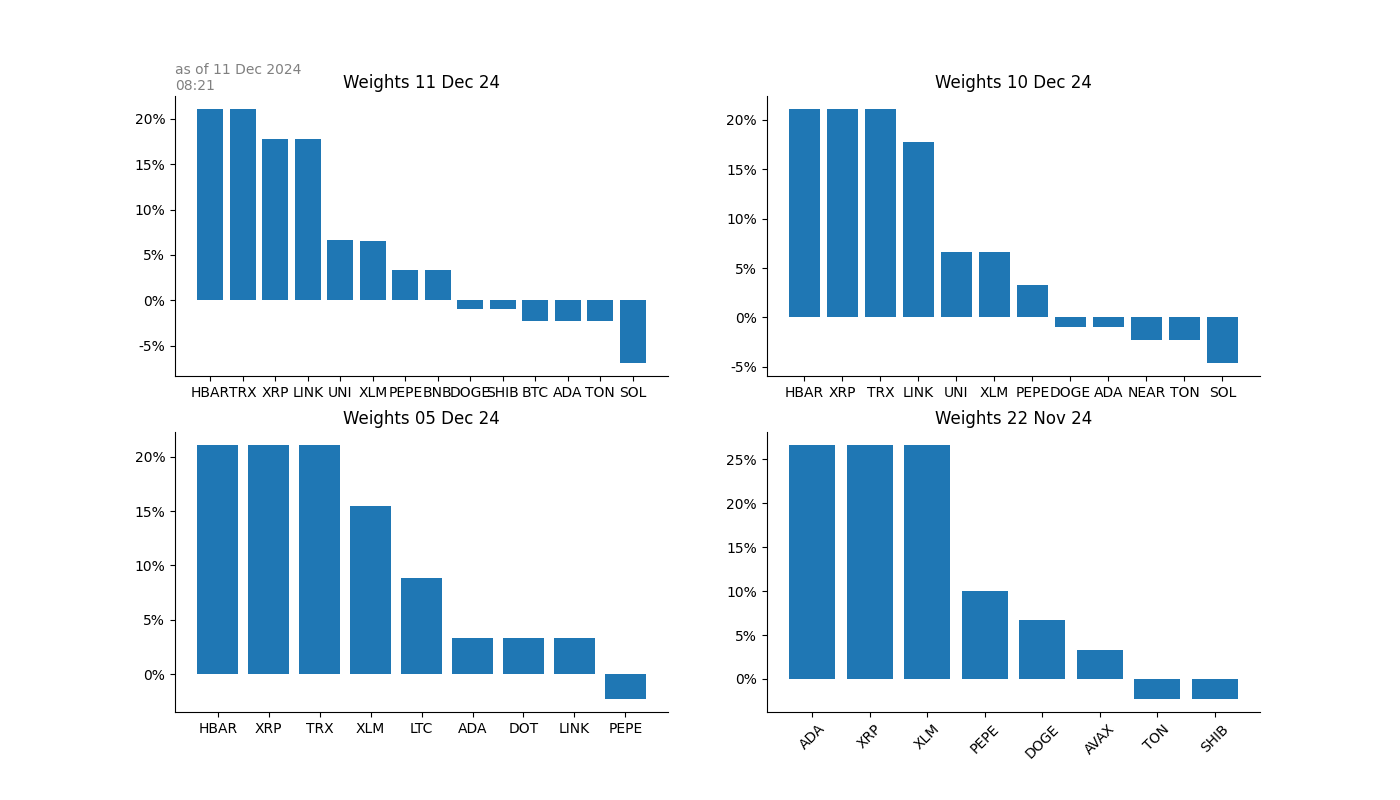 as of 11 Dec 2024
08:21
Weights 11 Dec 24
20%
15%
10%
5%
0%
-5%
HBAR TRX XRP LINK UNI XLM PEPE BNB DOGE SHIB BTC ADA TON SOL
Weights 10 Dec 24
20%
15%
10%
5%
0%
-5%
HBAR XRP TRX LINK UNI XLM PEPE DOGE ADA NEAR TON SOL
Weights 05 Dec 24
20%
15%
10%
5%
0%
HBAR XRP TRX XLM LTC ADA DOT LINK PEPE
Weights 22 Nov 24
25%
20%
15%
10%
5%
0%
ADA XRP XLM PEPE DOGE AVAX TON SHIB